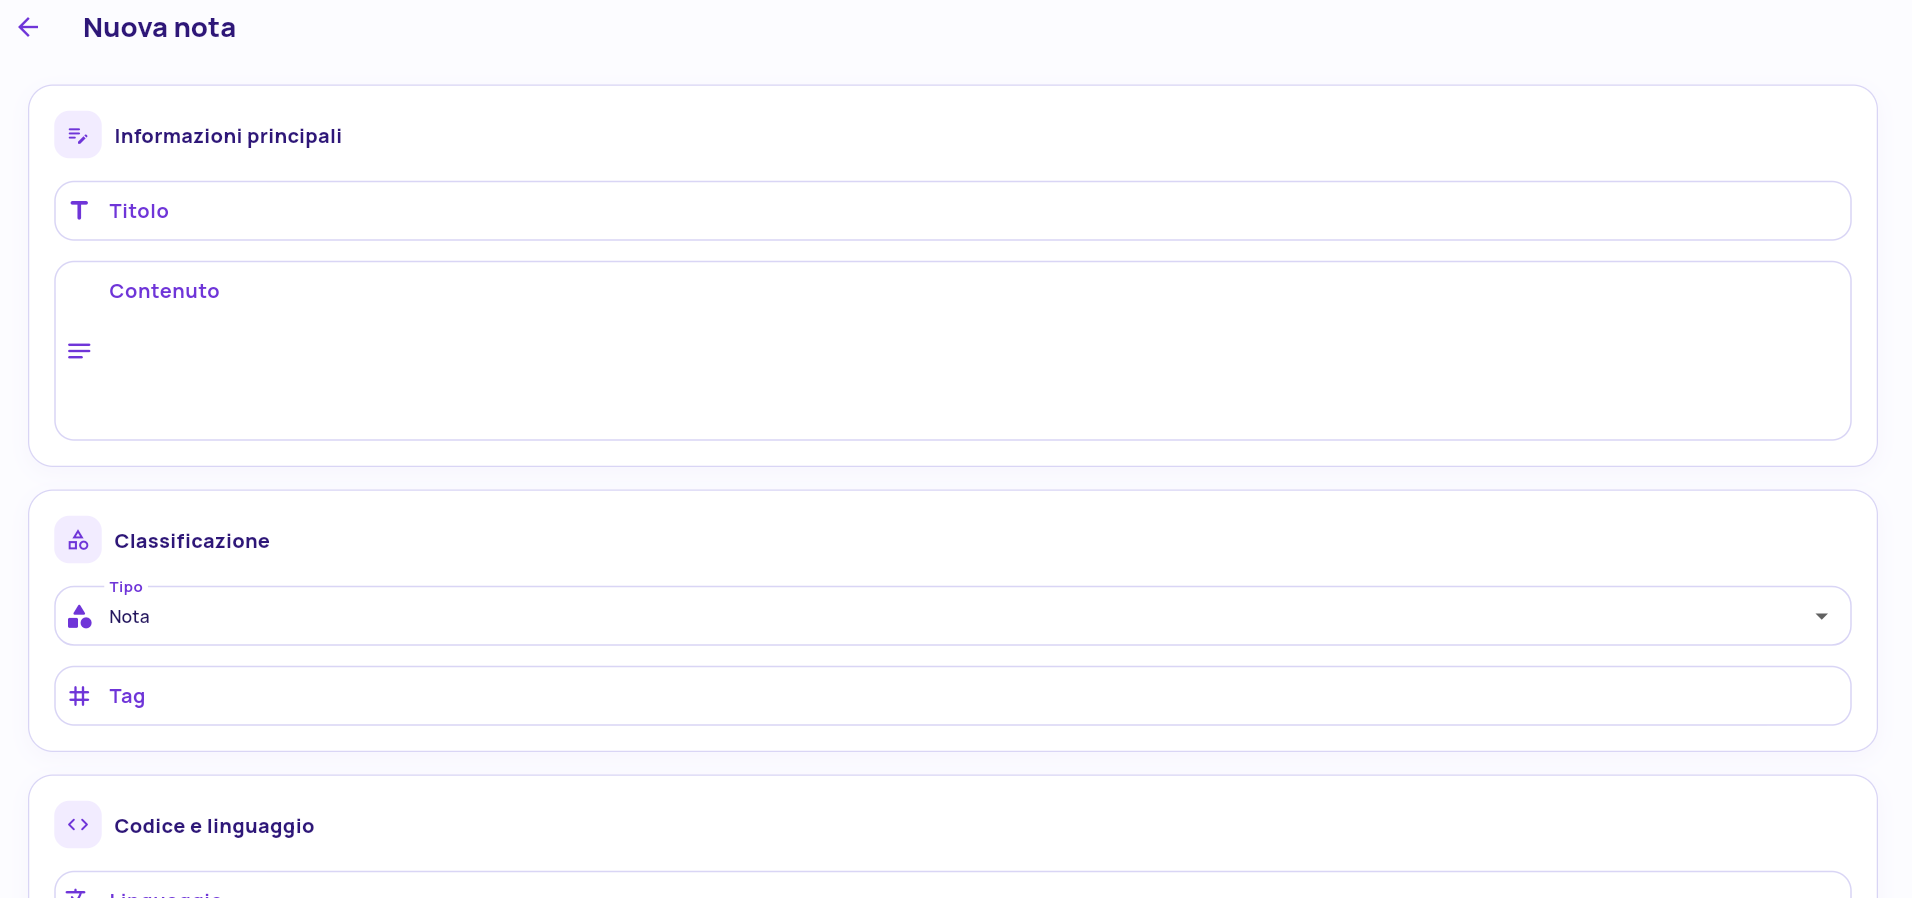 Nuova nota
Informazioni principali
Titolo
Contenuto
Classificazione
Tipo
Nota
Tag
Codice e linguaggio